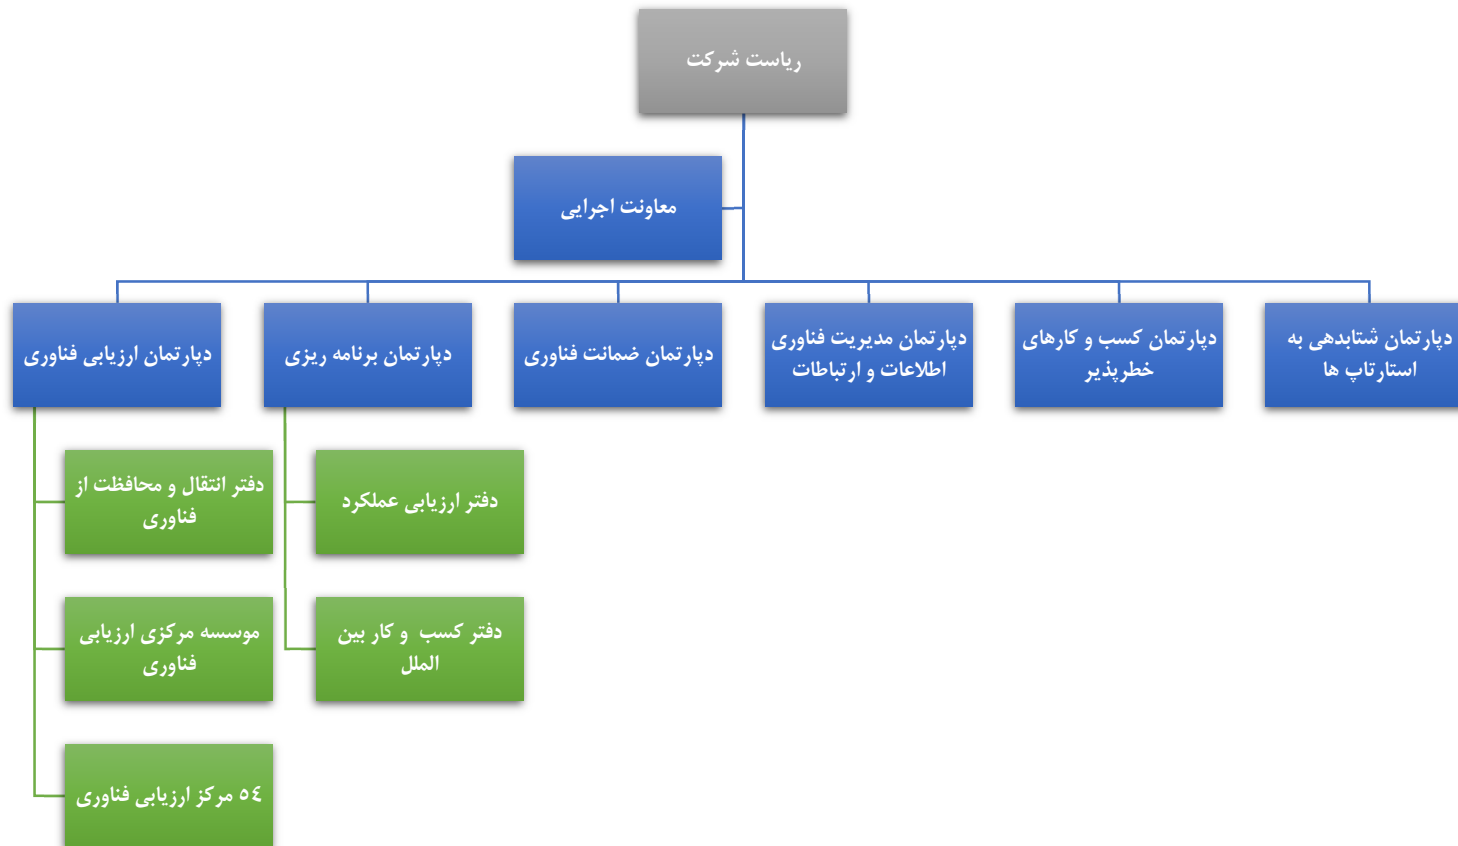 ریاست شرکت
معاونت اجرایی
دپارتمان شتابدهی به
استارتاپ ها
دپارتمان کسب و کارهای
خطرپذیر
دپارتمان مدیریت فناوری
اطلاعات و ارتباطات
دپارتمان ضمانت فناوری
دپارتمان برنامه ریزی
دپارتمان ارزیابی فناوری
دفتر ارزیابی عملکرد
دفتر کسب و کار بین
الملل
دفتر انتقال و محافظت از
فناوری
موسسه مرکزی ارزیابی
فناوری
٥٤ مرکز ارزیابی فناوری